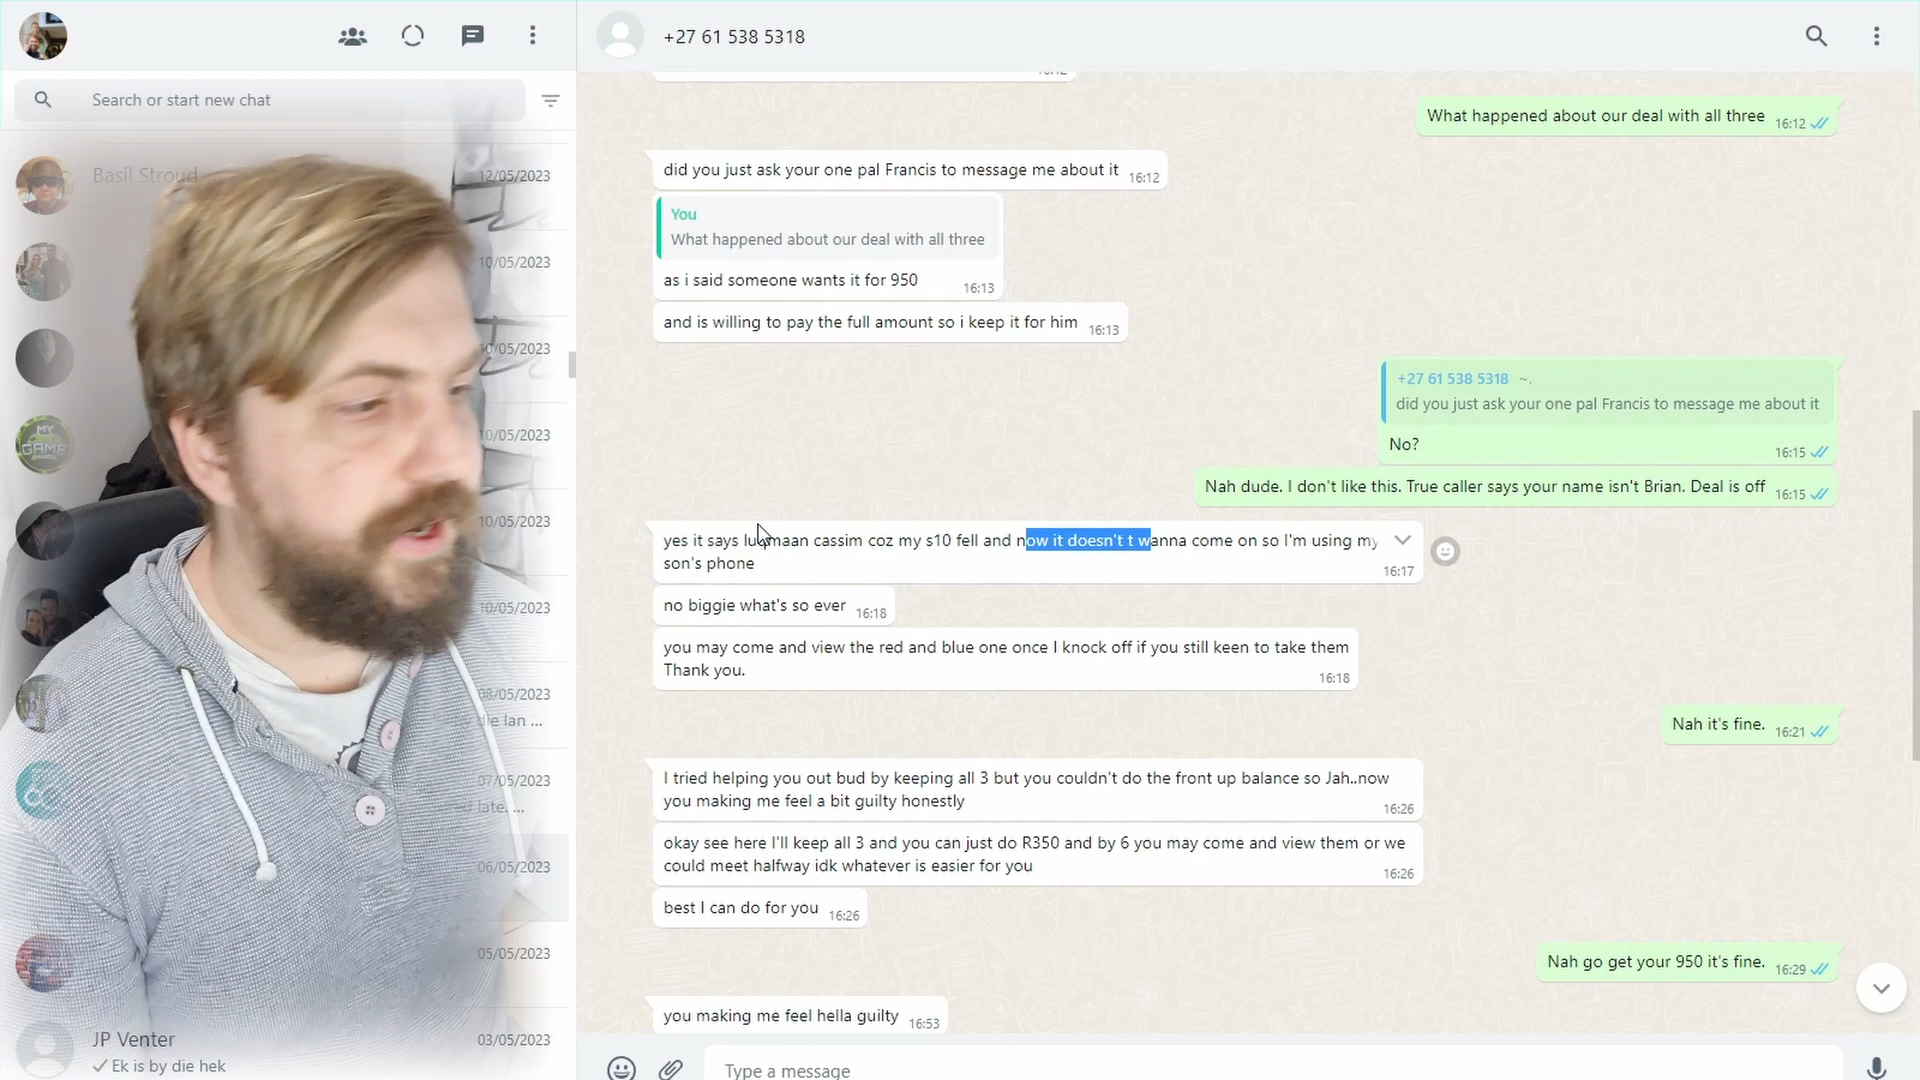 +27 61 538 5318
Search or start new chat
Basil Stroud
12/05/2023
10/05/2023
10/05/2023
MY
GAME
10/05/2023
10/05/2023
10/05/2023
08/05/2023
die lan ...
07/05/2023
late. ...
06/05/2023
05/05/2023
JP Venter
03/05/2023
Ek is by die hek
What happened about our deal with all three
16:12
did you just ask your one pal Francis to message me about it
16:12
You
What happened about our deal with all three
as i said someone wants it for 950
16:13
and is willing to pay the full amount so i keep it for him
16:13
+27 61 538 5318 ~.
did you just ask your one pal Francis to message me about it
No?
16:15
Nah dude. I don't like this. True caller says your name isn't Brian. Deal is off
16:15
yes it says maan cassim coz my s10 fell and now it doesn't t wanna come on so I'm using my
son's phone
16:17
no biggie what's so ever
16:18
you may come and view the red and blue one once I knock off if you still keen to take them
Thank you.
16:18
Nah it's fine.
16:21
I tried helping you out bud by keeping all 3 but you couldn't do the front up balance so Jah..now
you making me feel a bit guilty honestly
16:26
okay see here I'll keep all 3 and you can just do R350 and by 6 you may come and view them or we
could meet halfway idk whatever is easier for you
16:26
best I can do for you
16:26
Nah go get your 950 it's fine.
16:29
you making me feel hella guilty
16:53
Type a message